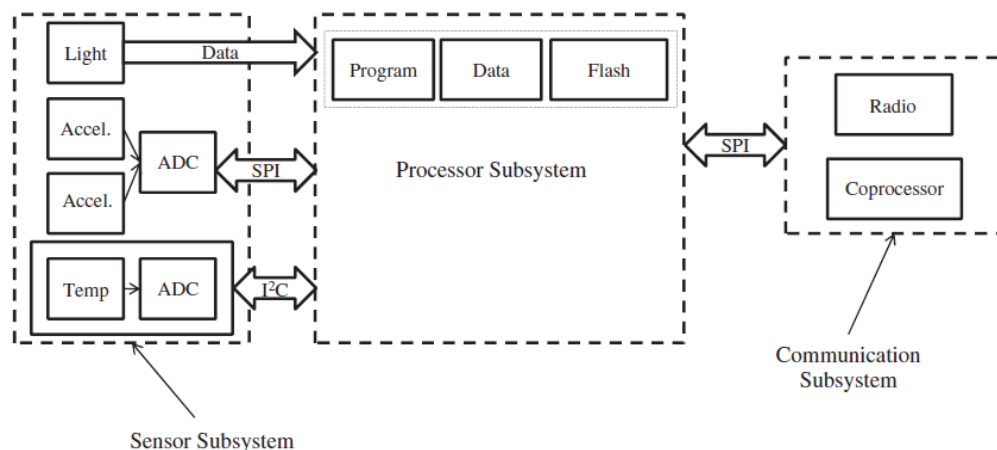 Light
Data
Program
Data
Flash
Accel.
ADC
SPI
Accel.
Processor Subsystem
SPI
Radio
Coprocessor
Temp
ADC
I²C
Communication
Subsystem
Sensor Subsystem